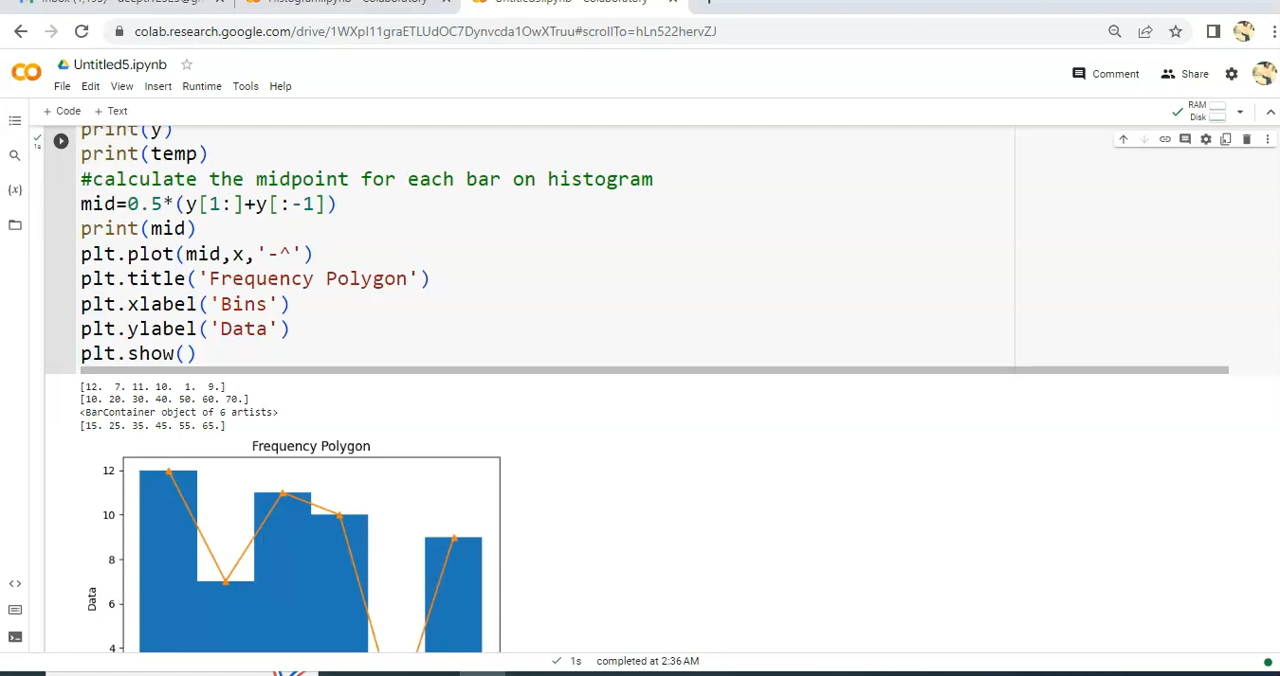 colab.research.google.com/drive/1WXpl11graETLUdOC7Dynvcda1OwXTruu#scrollTo=hLn522hervZJ
Untitled5.ipynb
File Edit View Insert Runtime Tools Help
Comment Share
+ Code + Text
RAM
Disk
print(y)
print(temp)
#calculate the midpoint for each bar on histogram
mid=0.5*(y[1:]+y[:-1])
print(mid)
plt.plot(mid,x,'-^')
plt.title('Frequency Polygon')
plt.xlabel('Bins')
plt.ylabel('Data')
plt.show()
1s
{x}
[12. 7. 11. 10. 1. 9.]
[10. 20. 30. 40. 50. 60. 70.]
<BarContainer object of 6 artists>
[15. 25. 35. 45. 55. 65.]
Frequency Polygon
12
10
8
6
4
Data
1s completed at 2:36 AM